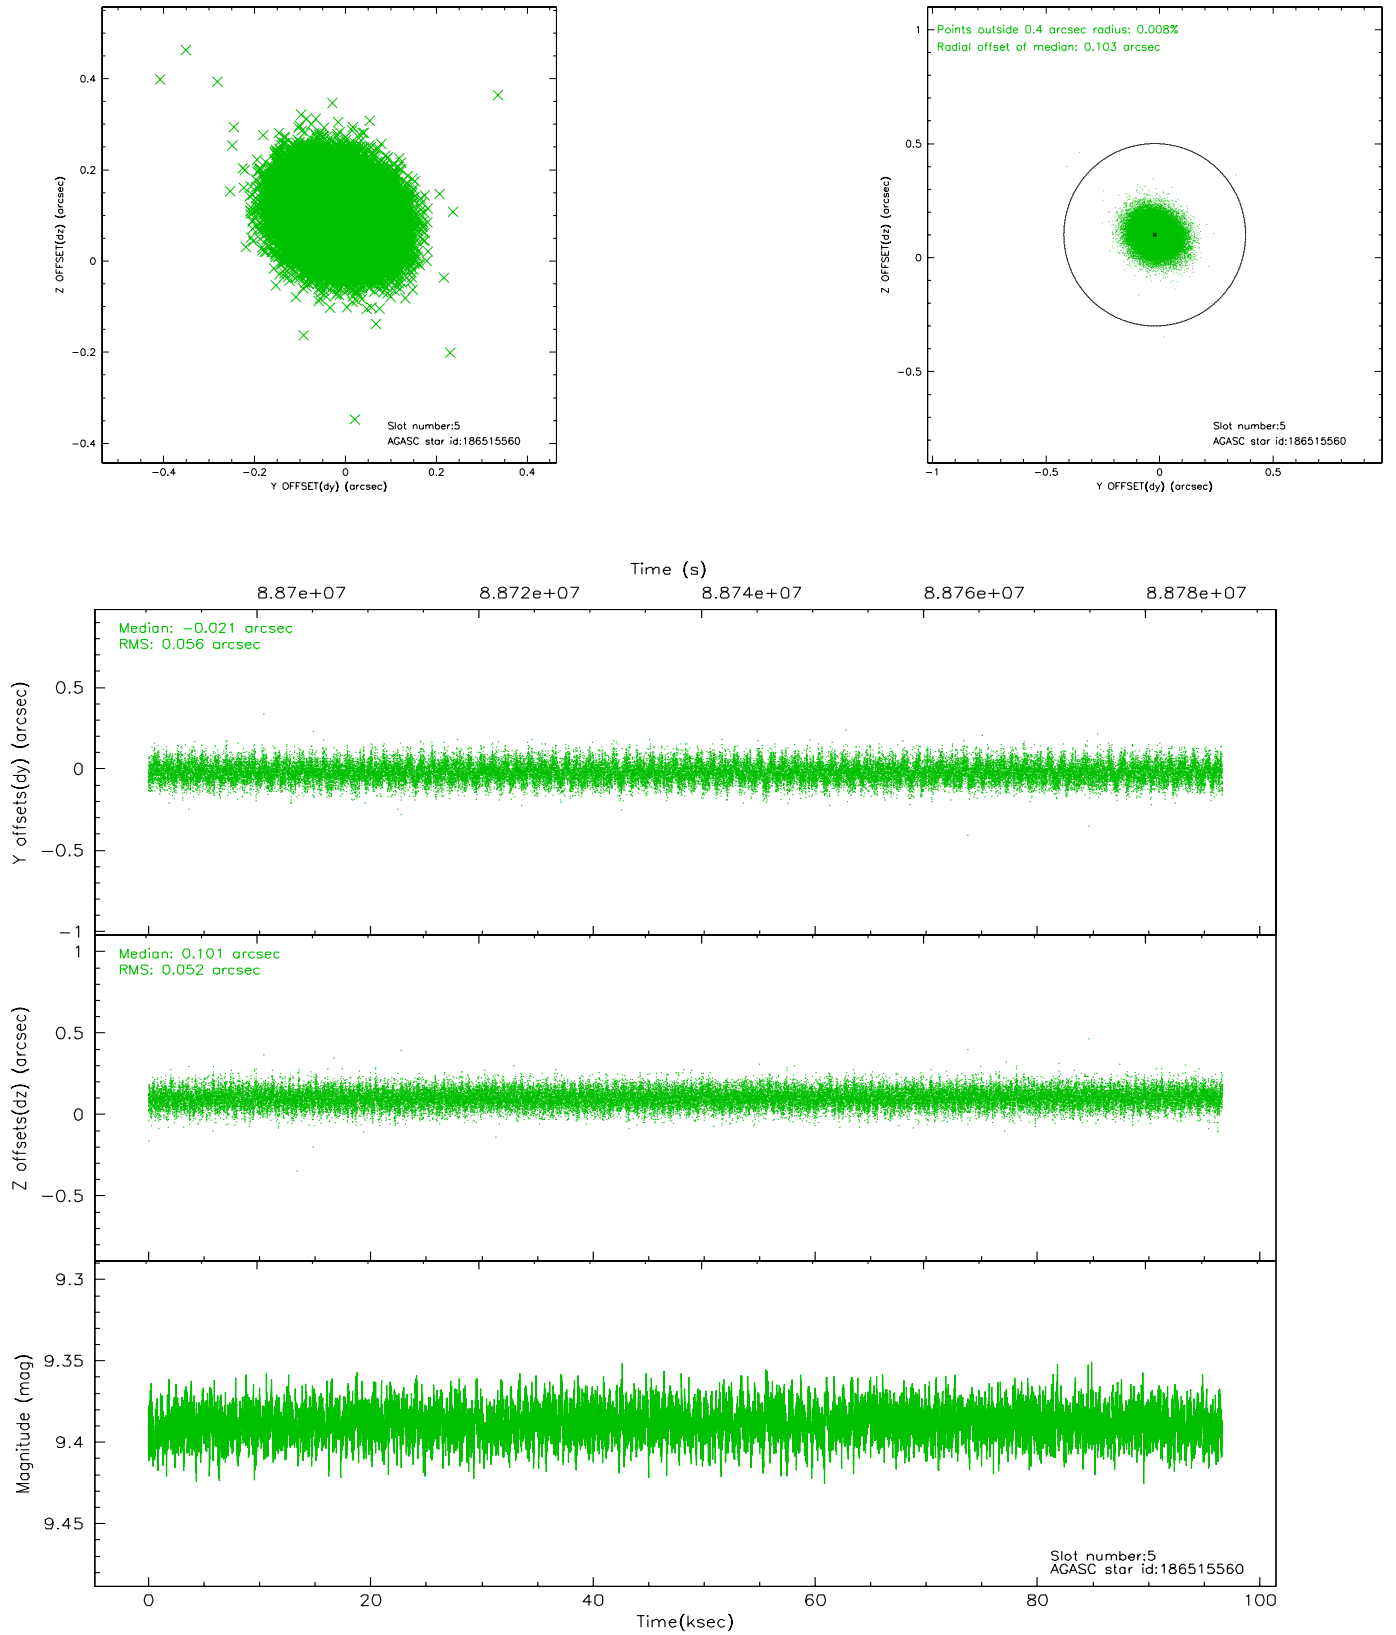 0.4
0.2
0
−0.2
−0.4
Z OFFSET(dz) (arcsec)
Slot number:5
AGASC star id:186515560
−0.4 −0.2 0 0.2 0.4
Y OFFSET(dy) (arcsec)
Points outside 0.4 arcsec radius: 0.008%
Radial offset of median: 0.103 arcsec
1
0.5
0
−0.5
Z OFFSET(dz) (arcsec)
Slot number:5
AGASC star id:186515560
−1 −0.5 0 0.5
Y OFFSET(dy) (arcsec)
Time (s)
8.87e+07 8.872e+07 8.874e+07 8.876e+07 8.878e+07
Median: −0.021 arcsec
RMS: 0.056 arcsec
0.5
0
−0.5
−1
Y offsets(dy) (arcsec)
Median: 0.101 arcsec
RMS: 0.052 arcsec
1
0.5
0
−0.5
Z offsets(dz) (arcsec)
9.3
9.35
9.4
9.45
Magnitude (mag)
Slot number:5
AGASC star id:186515560
0 20 40 60 80 100
Time(ksec)